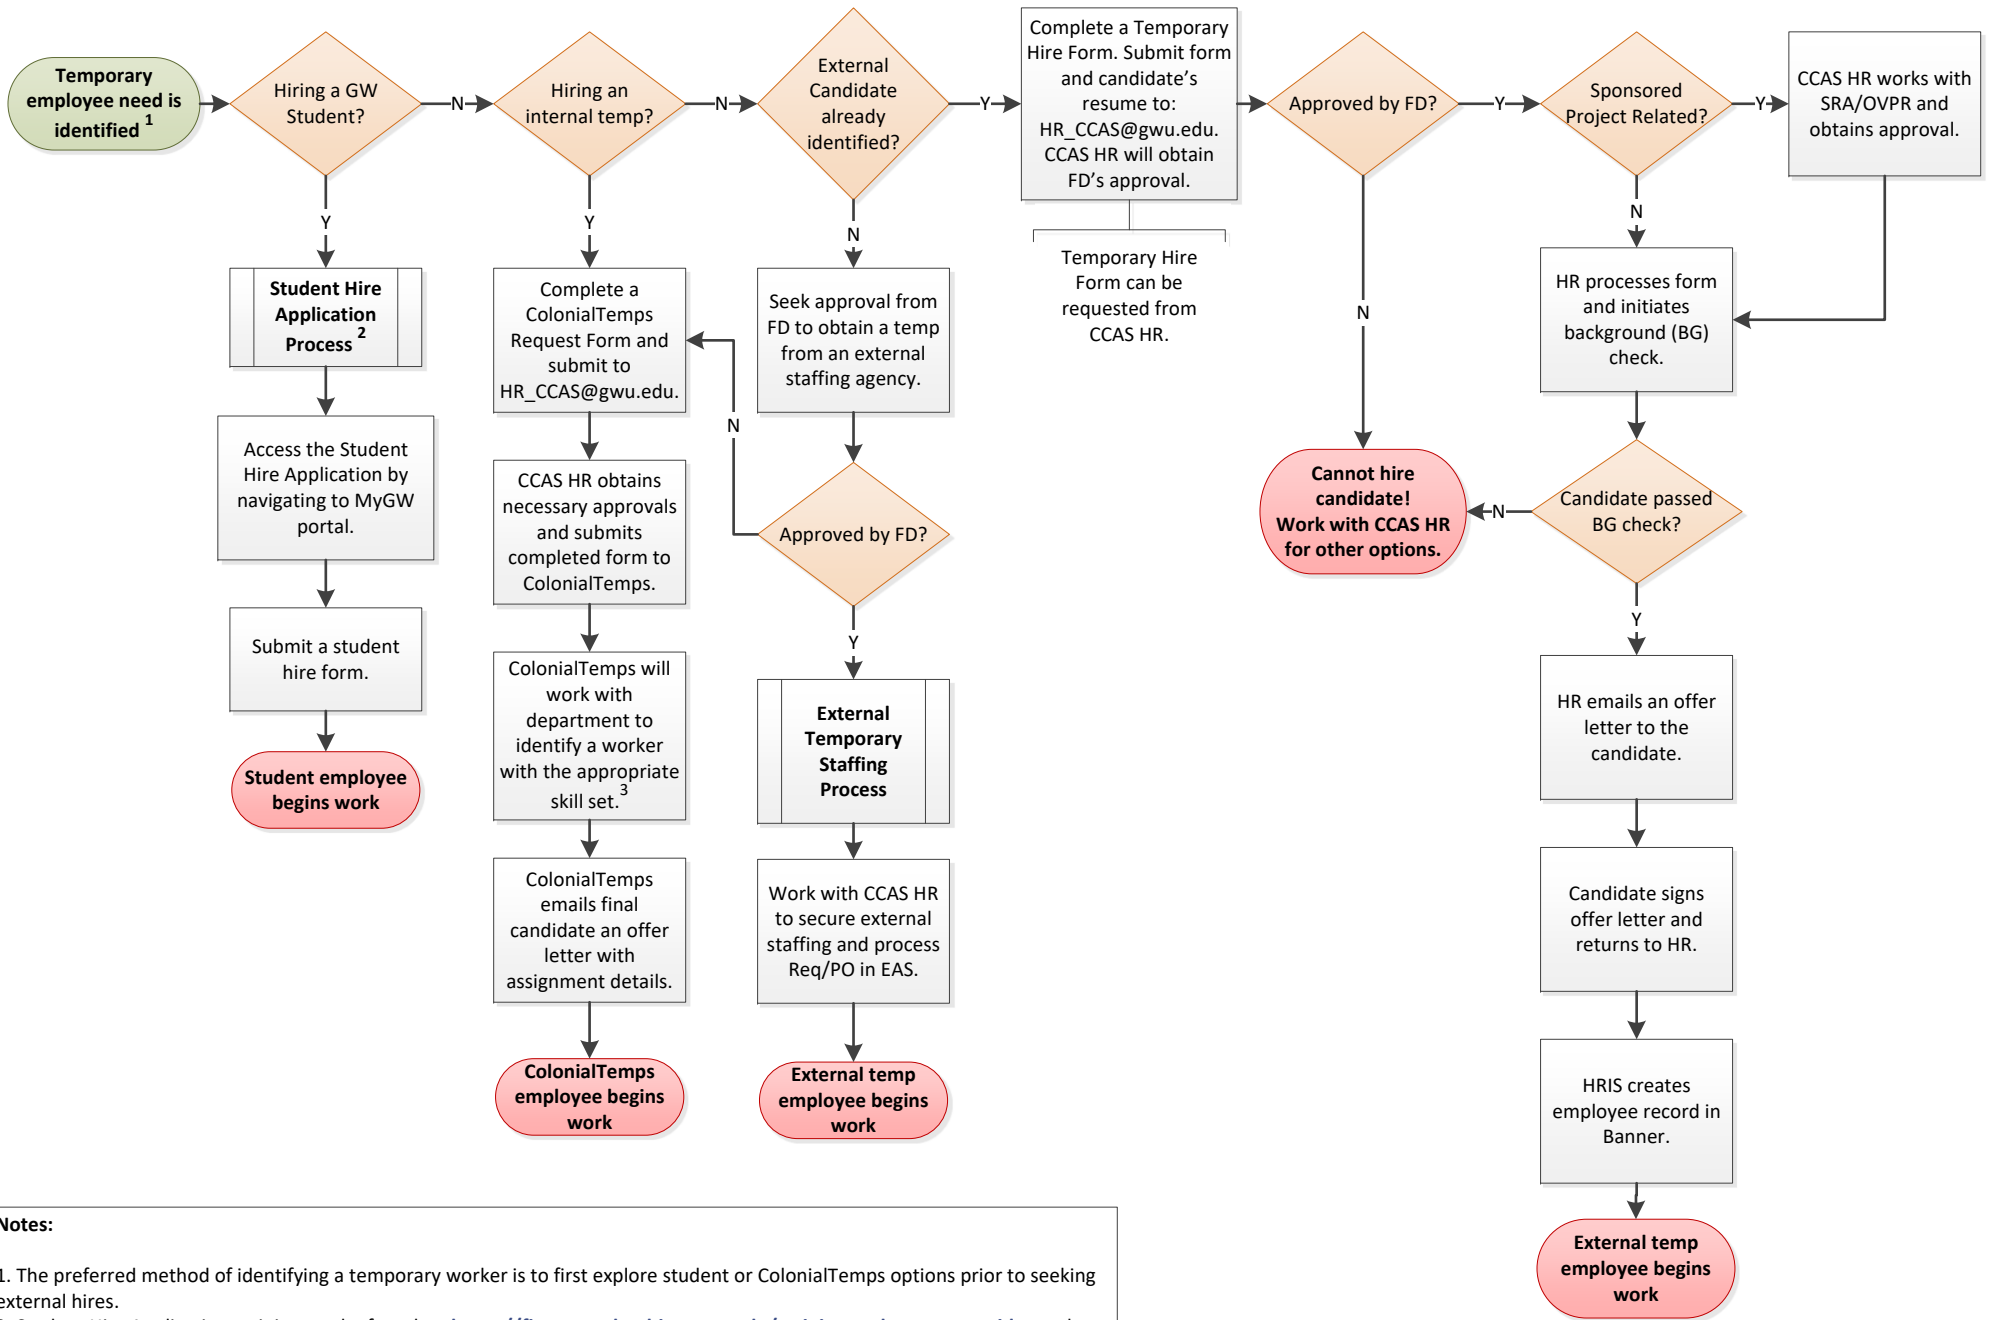 Temporary
employee need is
identified 1
Hiring a GW
Student?
N
Hiring an
internal temp?
N
External
Candidate
already
identified?
Y
Complete a Temporary
Hire Form. Submit form
and candidate's
resume to:
HR_CCAS@gwu.edu.
CCAS HR will obtain
FD's approval.
Approved by FD?
Y
Sponsored
Project Related?
Y
CCAS HR works with
SRA/OVPR and
obtains approval.
Y
Y
N
N
N
Temporary Hire
Form can be
requested from
CCAS HR.
Student Hire
Application
Process 2
Access the Student
Hire Application by
navigating to MyGW
portal.
Submit a student
hire form.
Student employee
begins work
Complete a
ColonialTemps
Request Form and
submit to
HR_CCAS@gwu.edu.
CCAS HR obtains
necessary approvals
and submits
completed form to
ColonialTemps.
ColonialTemps will
work with
department to
identify a worker
with the appropriate
skill set.3
ColonialTemps
emails final
candidate an offer
letter with
assignment details.
ColonialTemps
employee begins
work
Seek approval from
FD to obtain a temp
from an external
staffing agency.
N
Approved by FD?
Y
External
Temporary
Staffing
Process
Work with CCAS HR
to secure external
staffing and process
Req/PO in EAS.
External temp
employee begins
work
Cannot hire
candidate!
Work with CCAS HR
for other options.
HR processes form
and initiates
background (BG)
check.
N
Candidate passed
BG check?
Y
HR emails an offer
letter to the
candidate.
Candidate signs
offer letter and
returns to HR.
HRIS creates
employee record in
Banner.
External temp
employee begins
work
Notes:
1. The preferred method of identifying a temporary worker is to first explore student or ColonialTemps options prior to seeking
external hires.